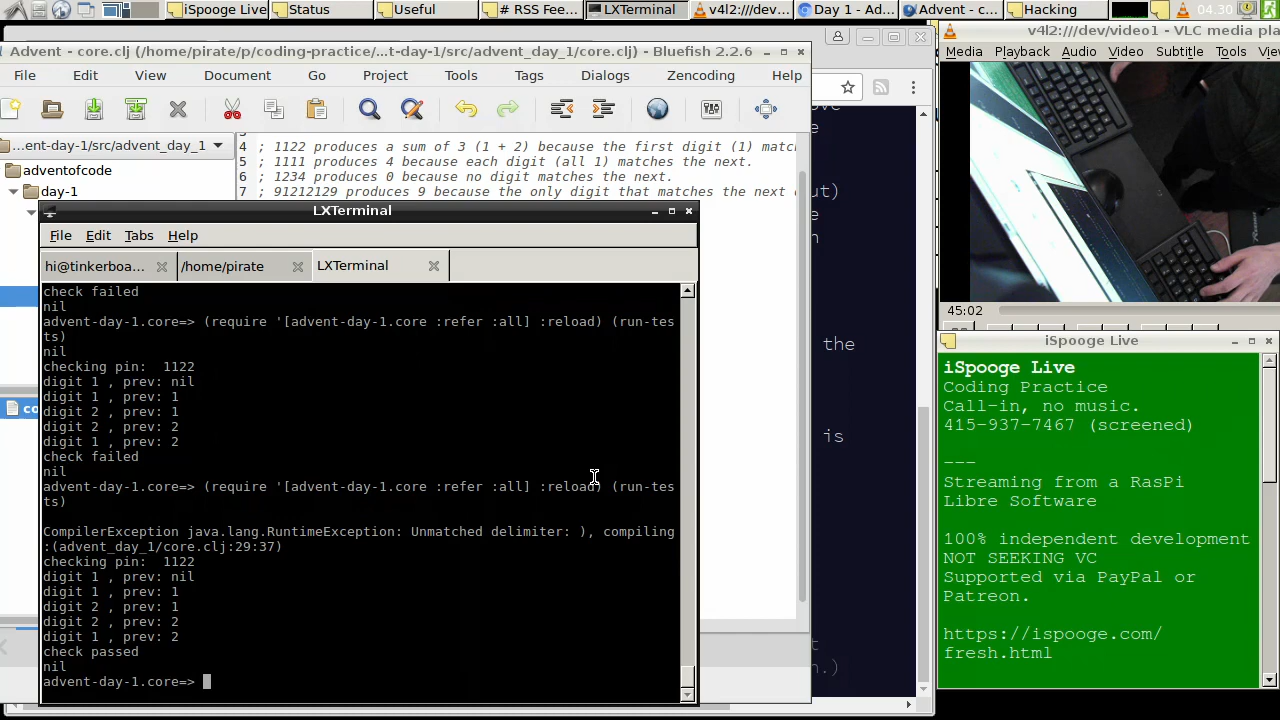 iSpooge Live
Status
Useful
# RSS Fee...
LXTerminal
v4l2:///dev...
Day 1 - Ad...
Advent - c...
Hacking
04.30
Advent - core.clj (/home/pirate/p/coding-practice/...t-day-1/src/advent_day_1/core.clj) - Bluefish 2.2.6
File Edit View Document Go Project Tools Tags Dialogs Zencoding Help
...ent-day-1/src/advent_day_1
adventofcode
day-1
4 ; 1122 produces a sum of 3 (1 + 2) because the first digit (1) matc
5 ; 1111 produces 4 because each digit (all 1) matches the next.
6 ; 1234 produces 0 because no digit matches the next.
7 ; 91212129 produces 9 because the only digit that matches the next
LXTerminal
File Edit Tabs Help
hi@tinkerboa...
/home/pirate
LXTerminal
check failed
nil
advent-day-1.core=> (require '[advent-day-1.core :refer :all] :reload) (run-tes
ts)
nil
checking pin:  1122
digit 1 , prev: nil
digit 1 , prev: 1
digit 2 , prev: 1
digit 2 , prev: 2
digit 1 , prev: 2
check failed
nil
advent-day-1.core=> (require '[advent-day-1.core :refer :all] :reload) (run-tes
ts)
CompilerException java.lang.RuntimeException: Unmatched delimiter: ), compiling
:(advent_day_1/core.clj:29:37)
checking pin:  1122
digit 1 , prev: nil
digit 1 , prev: 1
digit 2 , prev: 1
digit 2 , prev: 2
digit 1 , prev: 2
check passed
nil
advent-day-1.core=>
co
ut)
the
is
.)
v4l2:///dev/video1 - VLC media pla
Media Playback Audio Video Subtitle Tools Vie
45:02
iSpooge Live
iSpooge Live
Coding Practice
Call-in, no music.
415-937-7467 (screened)
---
Streaming from a RasPi
Libre Software
100% independent development
NOT SEEKING VC
Supported via PayPal or
Patreon.
https://ispooge.com/
fresh.html